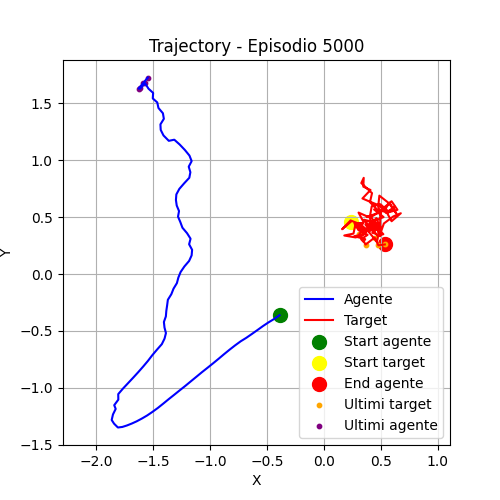 Trajectory - Episodio 5000
Y
1.5
1.0
0.5
0.0
−0.5
−1.0
−1.5
−2.0 −1.5 −1.0 −0.5 0.0 0.5 1.0
X
Agente
Target
Start agente
Start target
End agente
Ultimi target
Ultimi agente